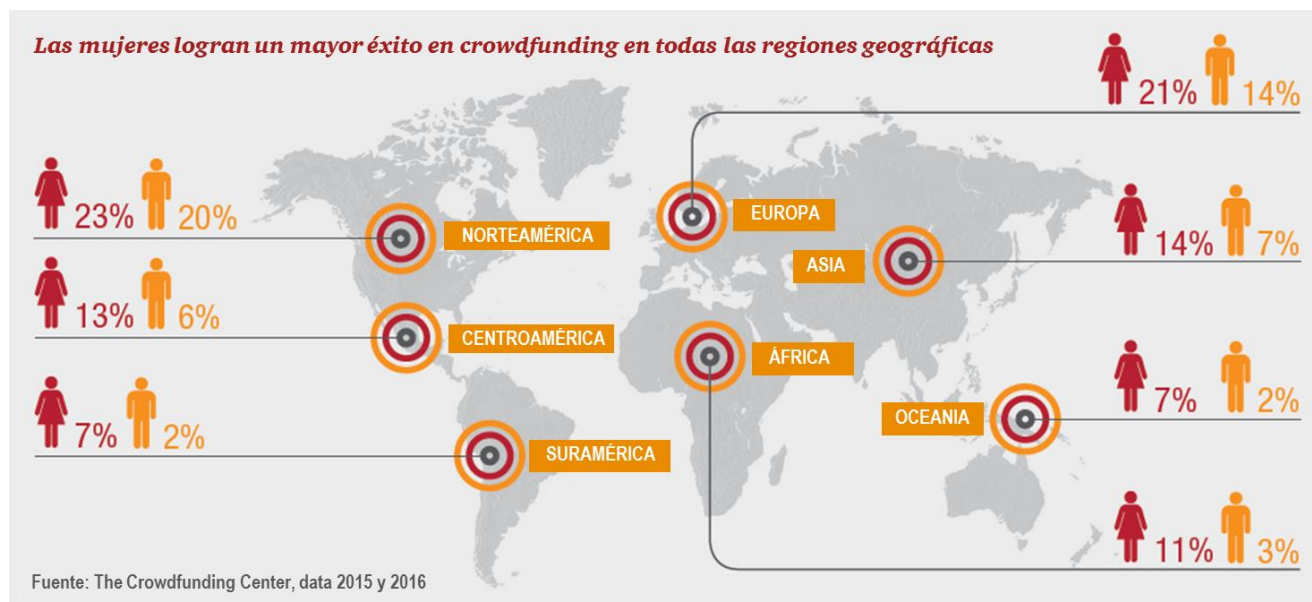 Las mujeres logran un mayor éxito en crowdfunding en todas las regiones geográficas
21% 14%
23% 20%
NORTEAMÉRICA
EUROPA
14% 7%
ASIA
13% 6%
CENTROAMÉRICA
ÁFRICA
7% 2%
OCEANIA
7% 2%
SURAMÉRICA
11% 3%
Fuente: The Crowdfunding Center, data 2015 y 2016